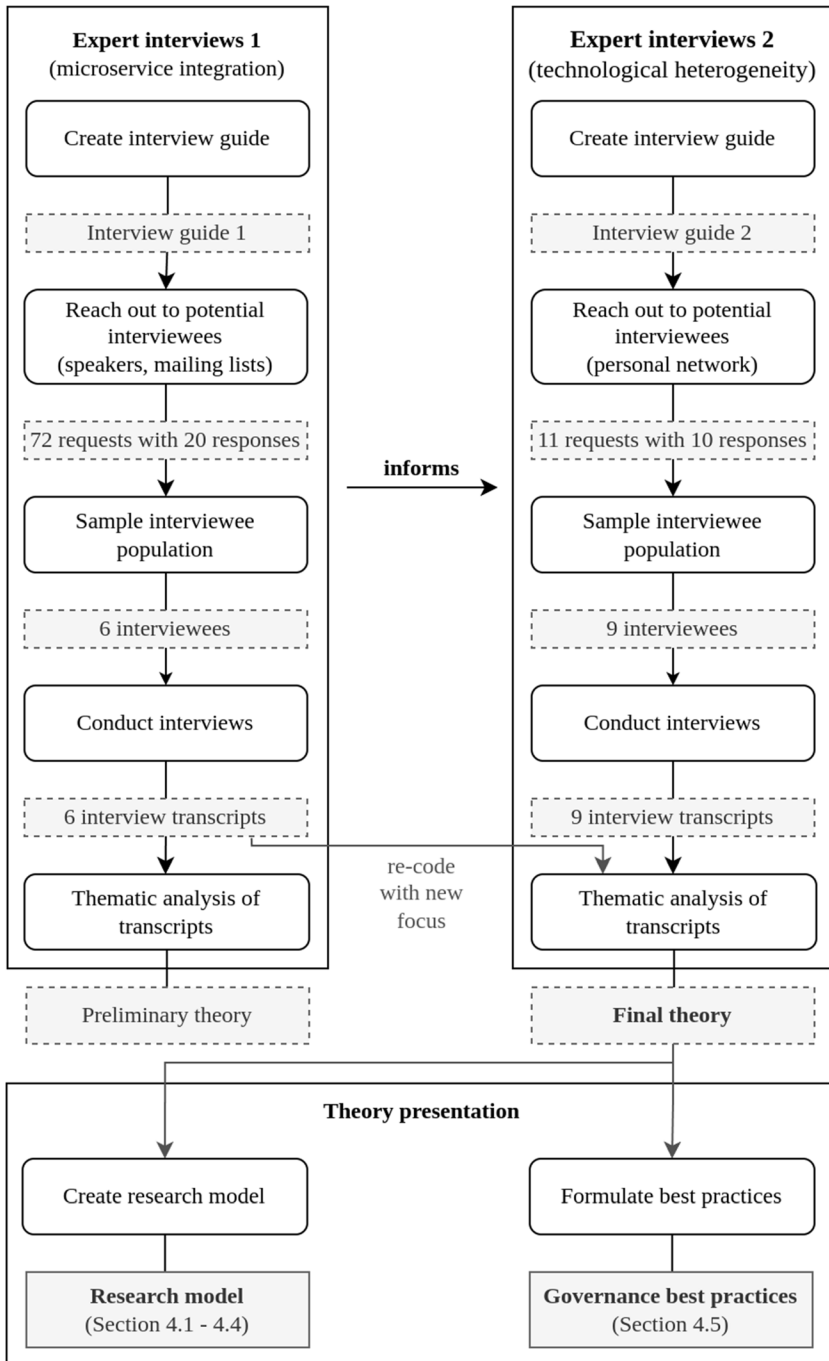 Expert interviews 1
(microservice integration)
Create interview guide
Interview guide 1
Reach out to potential
interviewees
(speakers, mailing lists)
72 requests with 20 responses
Sample interviewee
population
6 interviewees
Conduct interviews
6 interview transcripts
Thematic analysis of
transcripts
Preliminary theory
informs
re-code
with new
focus
Expert interviews 2
(technological heterogeneity)
Create interview guide
Interview guide 2
Reach out to potential
interviewees
(personal network)
11 requests with 10 responses
Sample interviewee
population
9 interviewees
Conduct interviews
9 interview transcripts
Thematic analysis of
transcripts
Final theory
Theory presentation
Create research model
Research model
(Section 4.1 - 4.4)
Formulate best practices
Governance best practices
(Section 4.5)